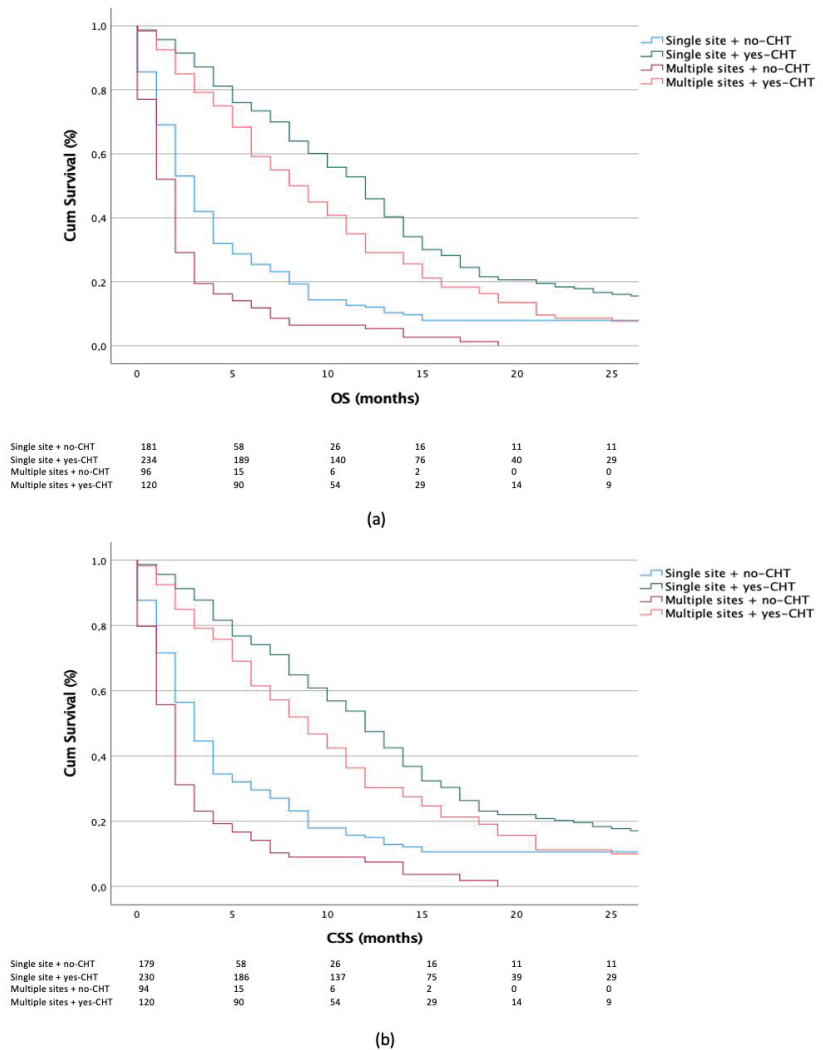 1,0
0,8
0,6
0,4
0,2
0,0
Cum Survival (%)
0 5 10 15 20 25
OS (months)
Single site + no-CHT
Single site + yes-CHT
Multiple sites + no-CHT
Multiple sites + yes-CHT
Single site + no-CHT 181 58 26 16 11 11
Single site + yes-CHT 234 189 140 76 40 29
Multiple sites + no-CHT 96 15 6 2 0 0
Multiple sites + yes-CHT 120 90 54 29 14 9
(a)
1,0
0,8
0,6
0,4
0,2
0,0
Cum Survival (%)
0 5 10 15 20 25
CSS (months)
Single site + no-CHT
Single site + yes-CHT
Multiple sites + no-CHT
Multiple sites + yes-CHT
Single site + no-CHT 179 58 26 16 11 11
Single site + yes-CHT 230 186 137 75 39 29
Multiple sites + no-CHT 94 15 6 2 0 0
Multiple sites + yes-CHT 120 90 54 29 14 9
(b)